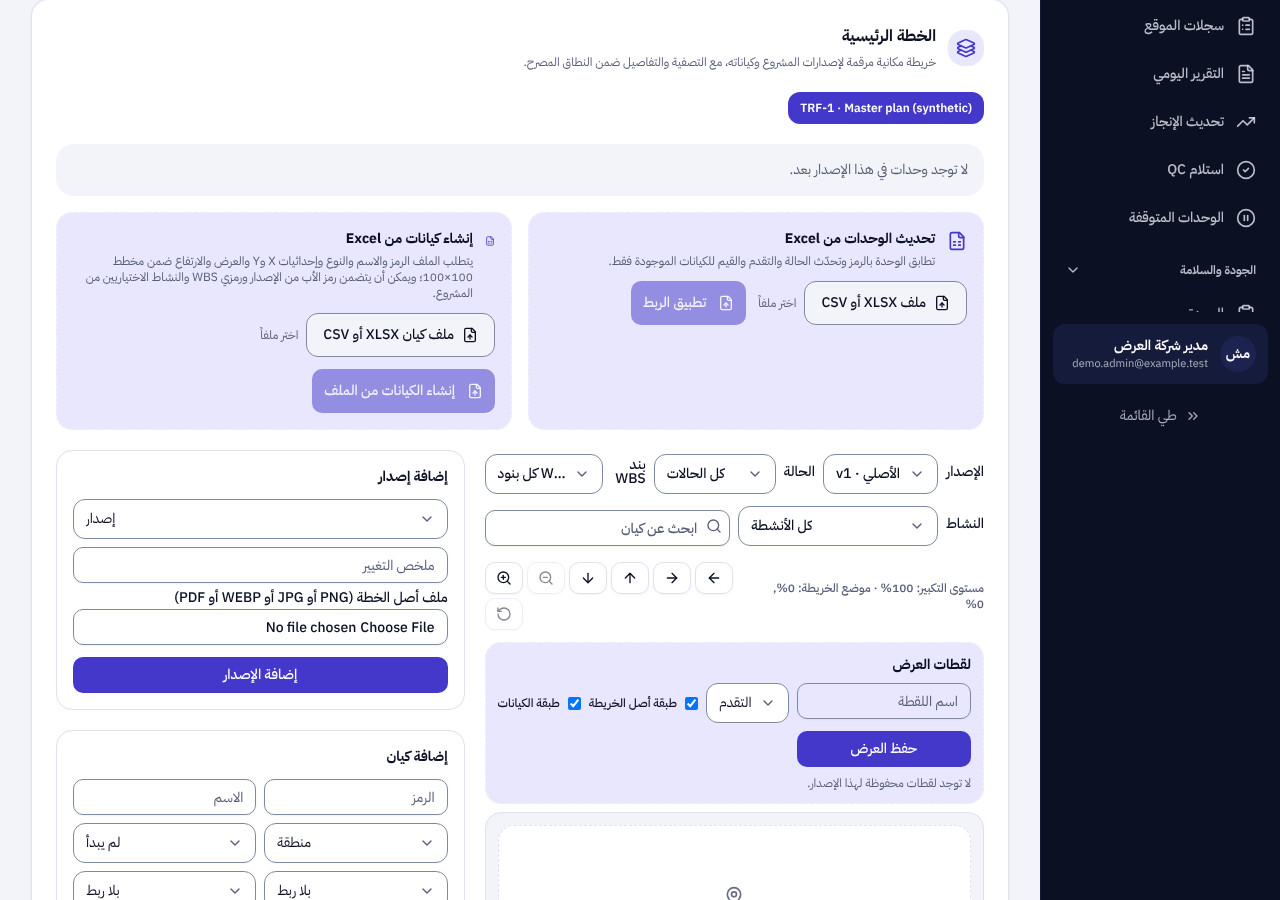 سجلات الموقع
التقرير اليومي
تحديث الإنجاز
استلام QC
الوحدات المتوقفة
الجودة والسلامة
مدير شركة العرض
مش
demo.admin@example.test
طي القائمة
الخطة الرئيسية
خريطة مكانية مرقمة لإصدارات المشروع وكياناته، مع التصفية والتفاصيل ضمن النطاق المصرح.
TRF-1 · Master plan (synthetic)
لا توجد وحدات في هذا الإصدار بعد.
تحديث الوحدات من Excel
تطابق الوحدة بالرمز وتحدّث الحالة والتقدم والقيم للكيانات الموجودة فقط.
ملف XLSX أو CSV
اختر ملفاً
تطبيق الربط
إنشاء كيانات من Excel
يتطلب الملف الرمز والاسم والنوع وإحداثيات X وY والعرض والارتفاع ضمن مخطط
100×100؛ ويمكن أن يتضمن رمز الأب من الإصدار ورمزي WBS والنشاط الاختياريين من
المشروع.
ملف كيان XLSX أو CSV
اختر ملفاً
إنشاء الكيانات من الملف
الإصدار
الأصلي · v1
الحالة
كل الحالات
بند
WBS
كل بنود W...
النشاط
كل الأنشطة
ابحث عن كيان
مستوى التكبير: 100% · موضع الخريطة: 0%,
0%
لقطات العرض
اسم اللقطة
التقدم
طبقة أصل الخريطة
طبقة الكيانات
حفظ العرض
لا توجد لقطات محفوظة لهذا الإصدار.
إضافة إصدار
إصدار
ملخص التغيير
ملف أصل الخطة (PNG أو JPG أو WEBP أو PDF)
Choose File No file chosen
إضافة الإصدار
إضافة كيان
الرمز
الاسم
منطقة
لم يبدأ
بلا ربط
بلا ربط